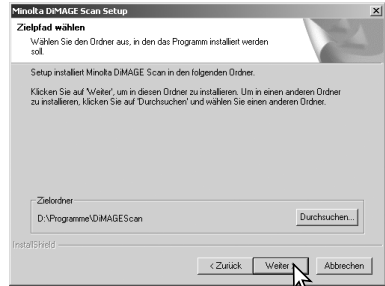 Minolta DiMAGE Scan Setup
Zielpfad wählen
Wählen Sie den Ordner aus, in den das Programm installiert werden
soll.
Setup installiert Minolta DiMAGE Scan in den folgenden Ordner.
Klicken Sie auf 'Weiter', um in diesen Ordner zu installieren. Um in einen anderen Ordner
zu installieren, klicken Sie auf 'Durchsuchen' und wählen Sie einen anderen Ordner.
Zielordner
D:\Programme\DiMAGEScan
Durchsuchen...
InstallShield
< Zurück Weiter > Abbrechen